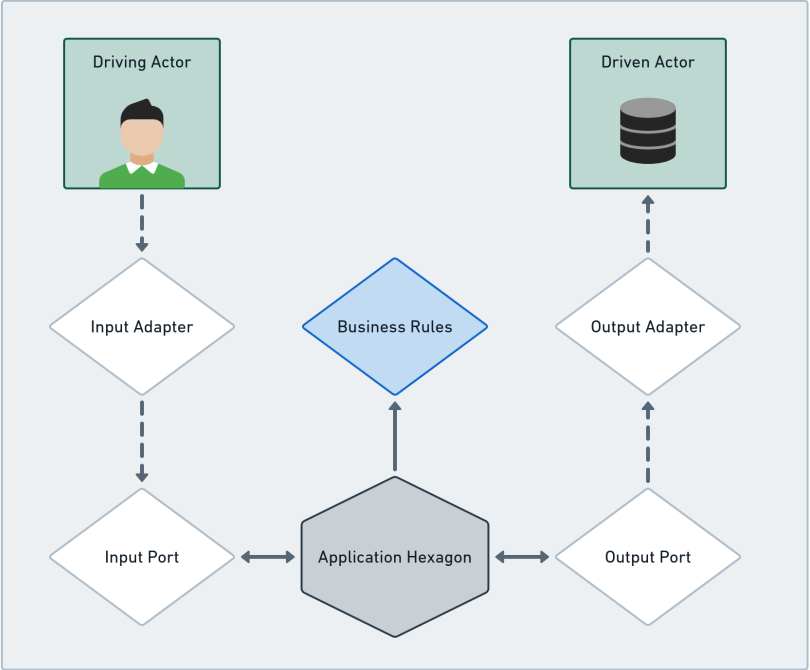 Driving Actor
Driven Actor
Input Adapter
Business Rules
Output Adapter
Input Port
Application Hexagon
Output Port